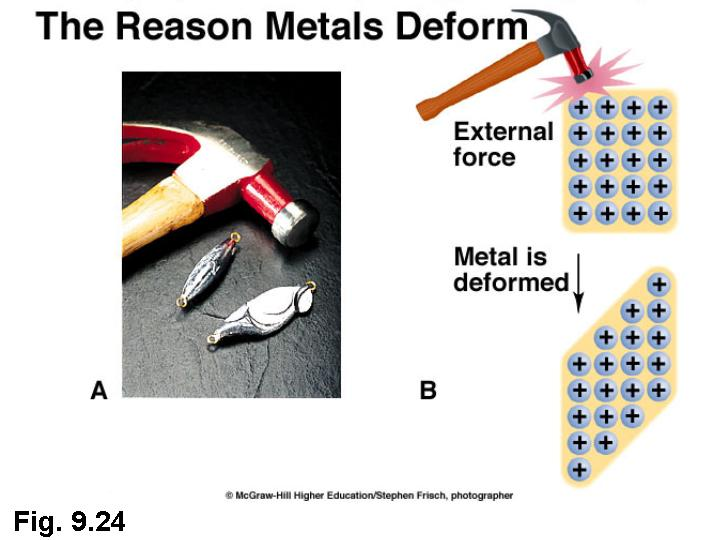 The Reason Metals Deform
External
force
Metal is
deformed
A
B
© McGraw-Hill Higher Education/Stephen Frisch, photographer
Fig. 9.24